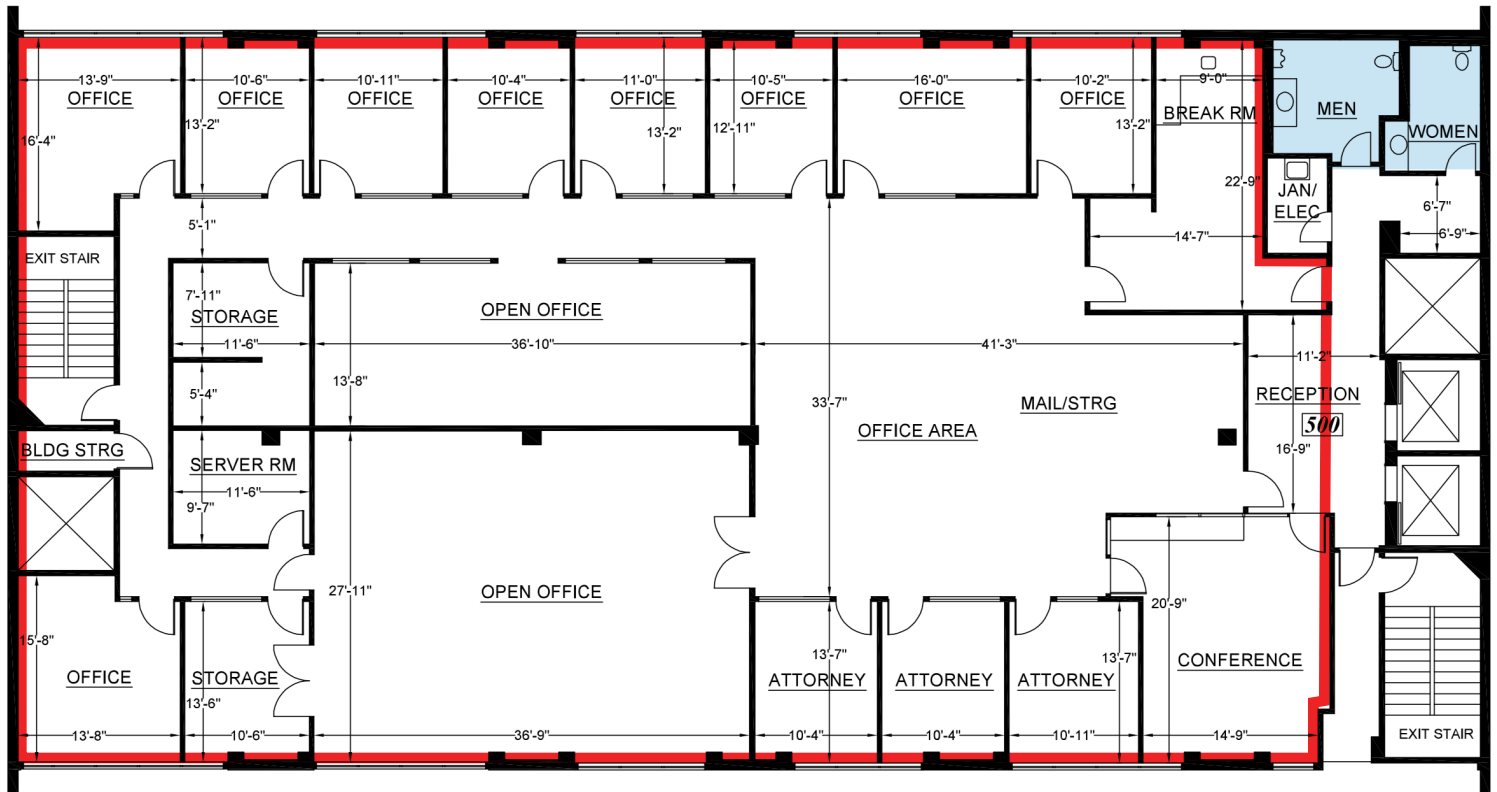 13'-9"
OFFICE
16'-4"
10'-6"
OFFICE
13'-2"
10'-11"
OFFICE
10'-4"
OFFICE
11'-0"
OFFICE
13'-2"
10'-5"
OFFICE
12'-11"
16'-0"
OFFICE
10'-2"
OFFICE
13'-2"
9'-0"
BREAK RM
22'-9"
14'-7"
MEN
WOMEN
JAN/
ELEC
6'-7"
6'-9"
5'-1"
EXIT STAIR
7'-11"
STORAGE
11'-6"
5'-4"
OPEN OFFICE
36'-10"
13'-8"
41'-3"
33'-7"
MAIL/STRG
OFFICE AREA
11'-2"
RECEPTION
500
16'-9"
BLDG STRG
SERVER RM
11'-6"
9'-7"
27'-11"
OPEN OFFICE
36'-9"
15'-8"
OFFICE
13'-8"
STORAGE
13'-6"
10'-6"
13'-7"
ATTORNEY
10'-4"
ATTORNEY
10'-4"
13'-7"
ATTORNEY
10'-11"
20'-9"
CONFERENCE
14'-9"
EXIT STAIR